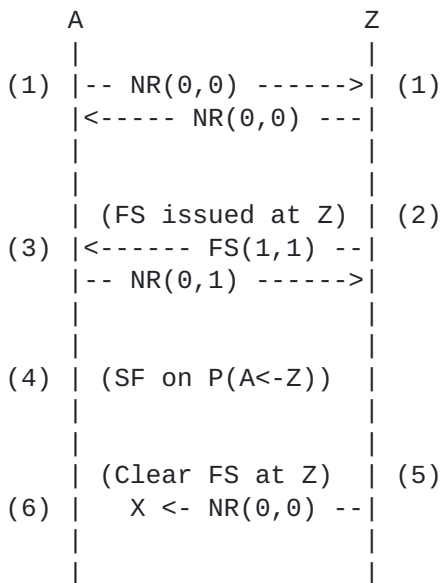 A Z
| |
(1) |-- NR(0,0) ------>| (1)
|<----- NR(0,0) ---|
| |
| |
| (FS issued at Z) | (2)
(3) |<------ FS(1,1) --|
|-- NR(0,1) ------>|
| |
| |
(4) | (SF on P(A<-Z)) |
| |
| |
| (Clear FS at Z) | (5)
(6) | X <- NR(0,0) --|
| |
| |